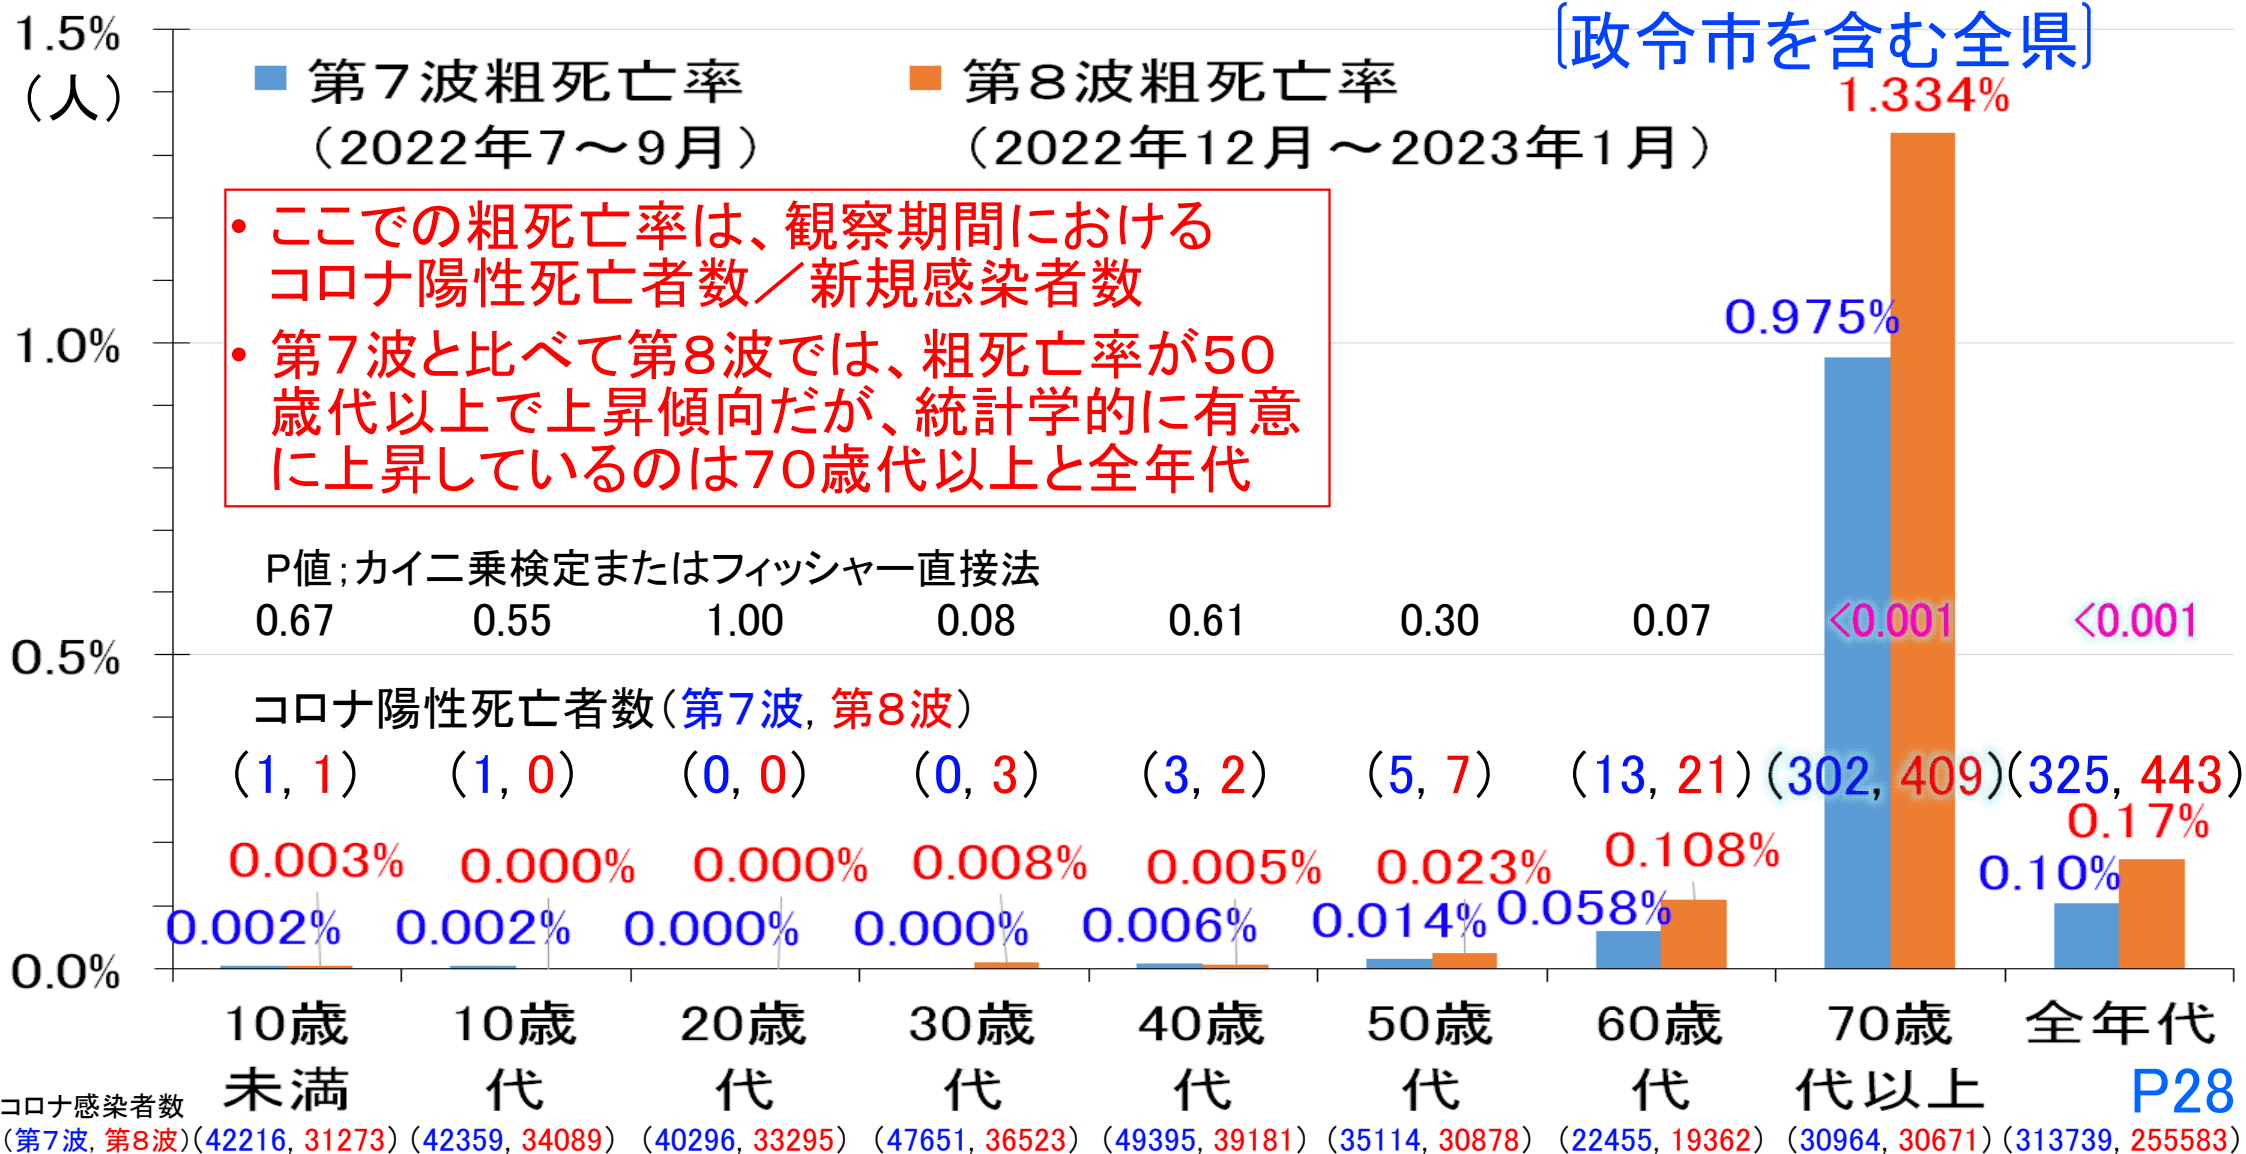 1.5%
(人)
1.0%
0.5%
0.0%
〔政令市を含む全県〕
第7波粗死亡率
(2022年7～9月)
第8波粗死亡率
(2022年12月～2023年1月)
• ここでの粗死亡率は、観察期間における
コロナ陽性死亡者数／新規感染者数
• 第7波と比べて第8波では、粗死亡率が50
歳代以上で上昇傾向だが、統計学的に有意
に上昇しているのは70歳代以上と全年代
P値;カイ二乗検定またはフィッシャー直接法
0.67 0.55 1.00 0.08 0.61 0.30 0.07 <0.001 <0.001
コロナ陽性死亡者数(第7波, 第8波)
(1, 1) (1, 0) (0, 0) (0, 3) (3, 2) (5, 7) (13, 21) (302, 409) (325, 443)
0.003% 0.000% 0.000% 0.008% 0.005% 0.023% 0.108% 1.334% 0.17%
0.002% 0.002% 0.000% 0.000% 0.006% 0.014% 0.058% 0.975% 0.10%
10歳 10歳 20歳 30歳 40歳 50歳 60歳 70歳 全年代
未満 代 代 代 代 代 代 代以上
P28
コロナ感染者数
(第7波, 第8波) (42216, 31273) (42359, 34089) (40296, 33295) (47651, 36523) (49395, 39181) (35114, 30878) (22455, 19362) (30964, 30671) (313739, 255583)